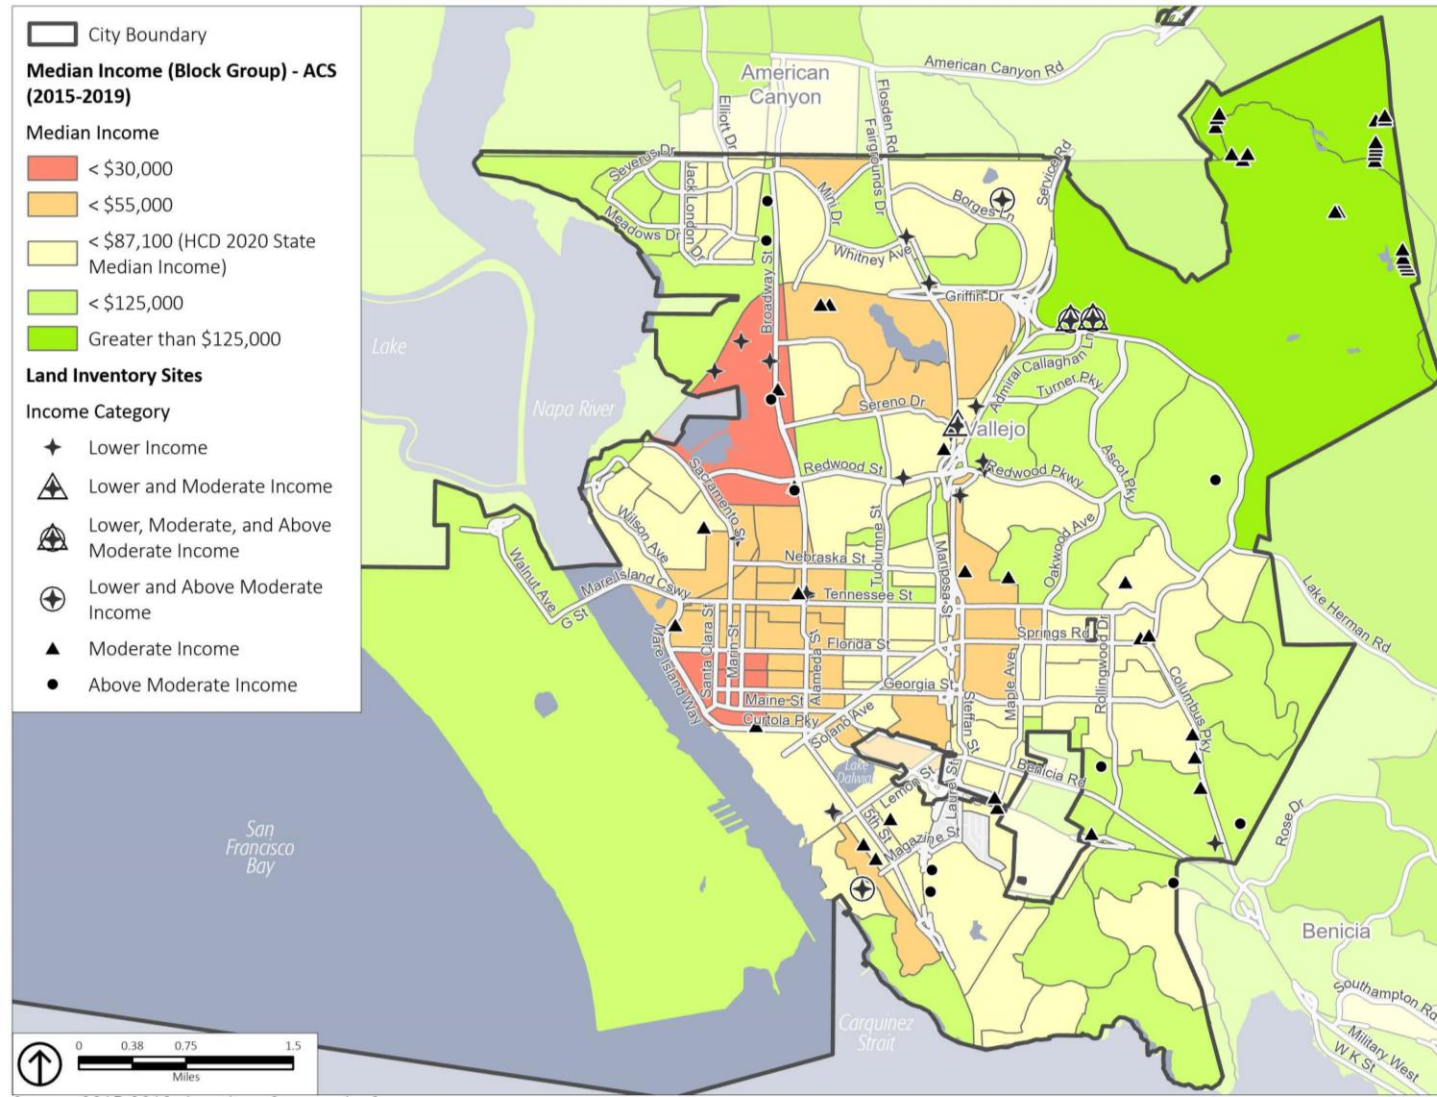 City Boundary
Median Income (Block Group) - ACS
(2015-2019)
Median Income
< $30,000
< $55,000
< $87,100 (HCD 2020 State
Median Income)
< $125,000
Greater than $125,000
Land Inventory Sites
Income Category
Lower Income
Lower and Moderate Income
Lower, Moderate, and Above
Moderate Income
Lower and Above Moderate
Income
Moderate Income
Above Moderate Income
American
Canyon
American Canyon Rd
Elliott Dr
Flosden Rd
Fairgrounds Dr
Service Rd
Severus Dr
Jack London Dr
Meadows Dr
Mini Dr
Borges Ln
Whitney Ave
Broadway St
Griffin Dr
Lake
Napa River
Admiral Callaghan Ln
Turner Pky
Sereno Dr
Vallejo
Ascot Pky
Redwood St
Redwood Pkwy
Sacramento S
Wilson Ave
Tuolumne St
Mariposa St
Oakwood Ave
Nebraska St
Walnut Ave
G St
Mare Island Cswy
Tennessee St
Lake Herman Rd
Santa Clara St
Marin St
Florida St
Springs Rd
Mare Island Way
Alameda S
Georgia St
Maple Ave
Rollingwood Dr
Columbus Pky
Maine St
Curtola Pky
Solano Ave
Steffan St
Lake
Dalwig
Lemon St
Laurel St
Benicia Rd
5th St
Magazine St
Rose Dr
San
Francisco
Bay
Benicia
Carquinez
Strait
Southampton Rd
Military West
W K St
0 0.38 0.75 1.5
Miles